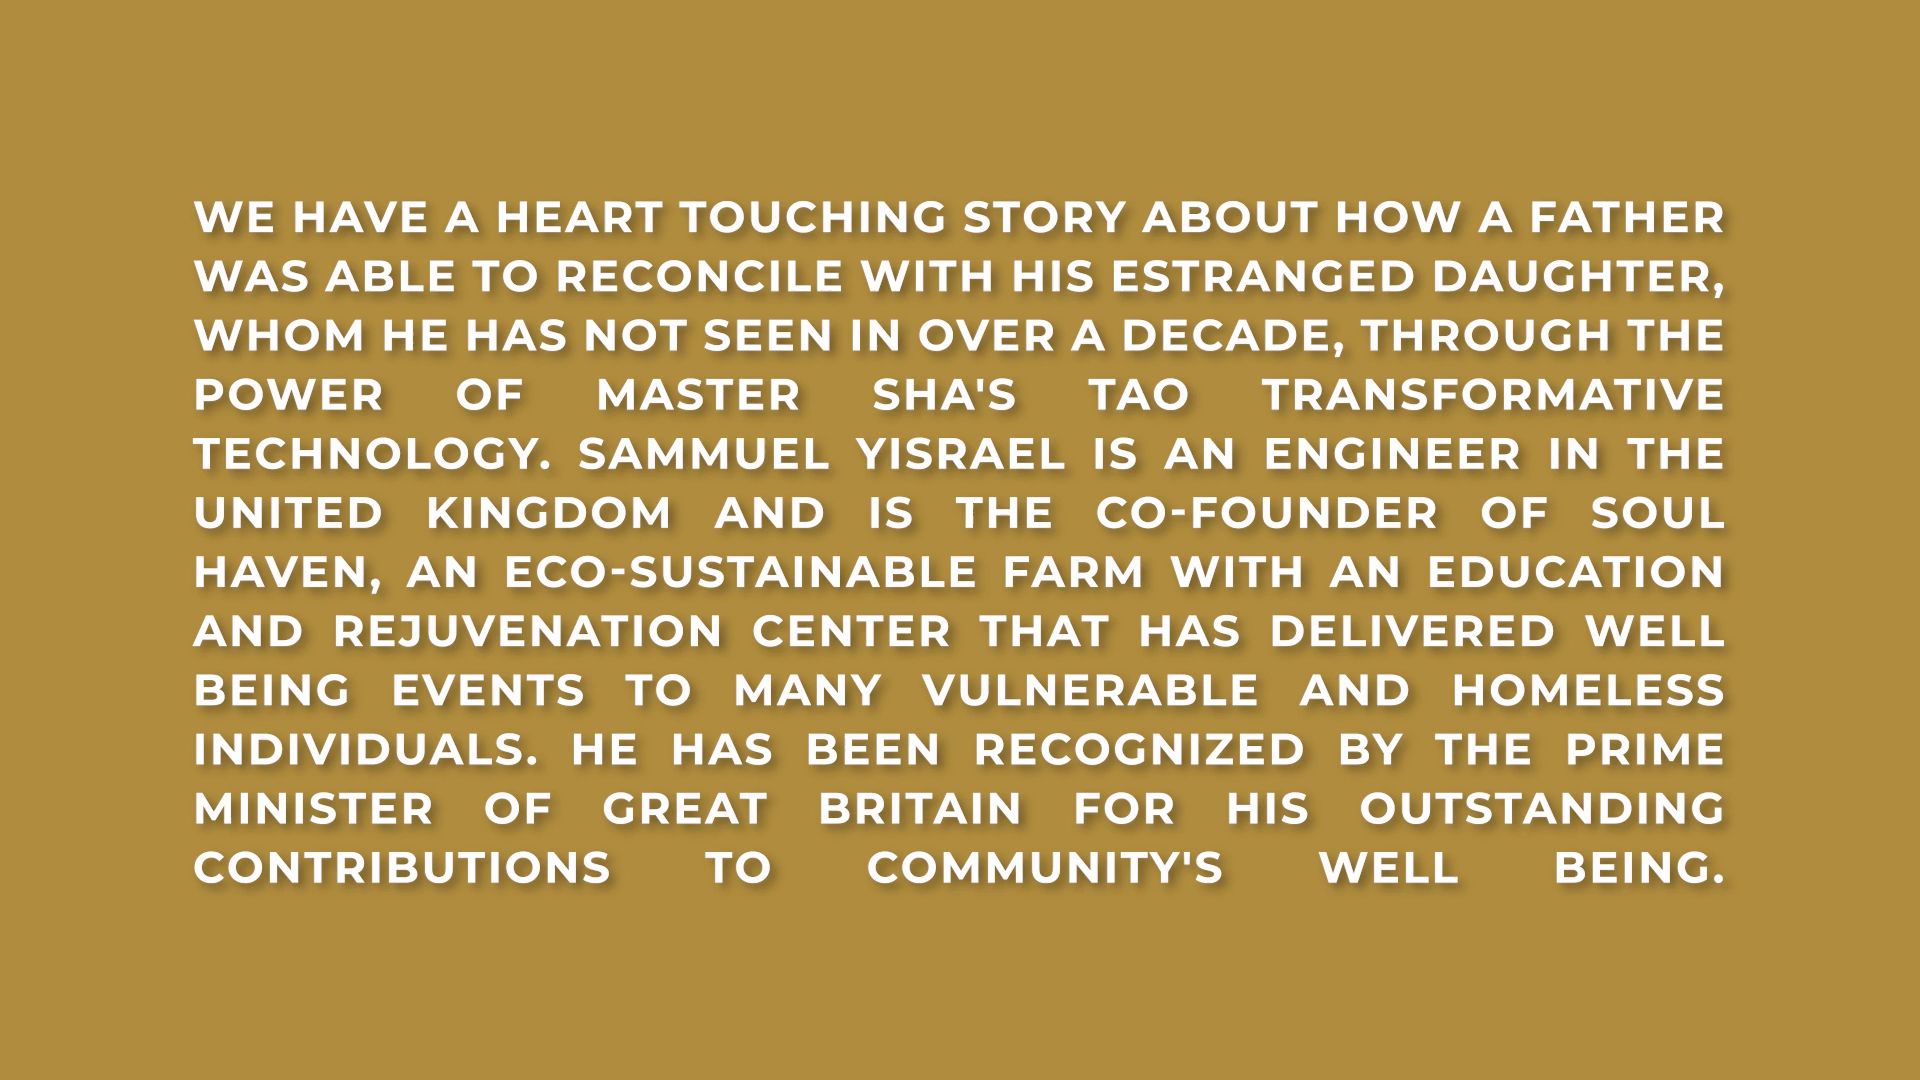 WE HAVE A HEART TOUCHING STORY ABOUT HOW A FATHER
WAS ABLE TO RECONCILE WITH HIS ESTRANGED DAUGHTER,
WHOM HE HAS NOT SEEN IN OVER A DECADE, THROUGH THE
POWER OF MASTER SHA'S TAO TRANSFORMATIVE
TECHNOLOGY. SAMMUEL YISRAEL IS AN ENGINEER IN THE
UNITED KINGDOM AND IS THE CO-FOUNDER OF SOUL
HAVEN, AN ECO-SUSTAINABLE FARM WITH AN EDUCATION
AND REJUVENATION CENTER THAT HAS DELIVERED WELL
BEING EVENTS TO MANY VULNERABLE AND HOMELESS
INDIVIDUALS. HE HAS BEEN RECOGNIZED BY THE PRIME
MINISTER OF GREAT BRITAIN FOR HIS OUTSTANDING
CONTRIBUTIONS TO COMMUNITY'S WELL BEING.